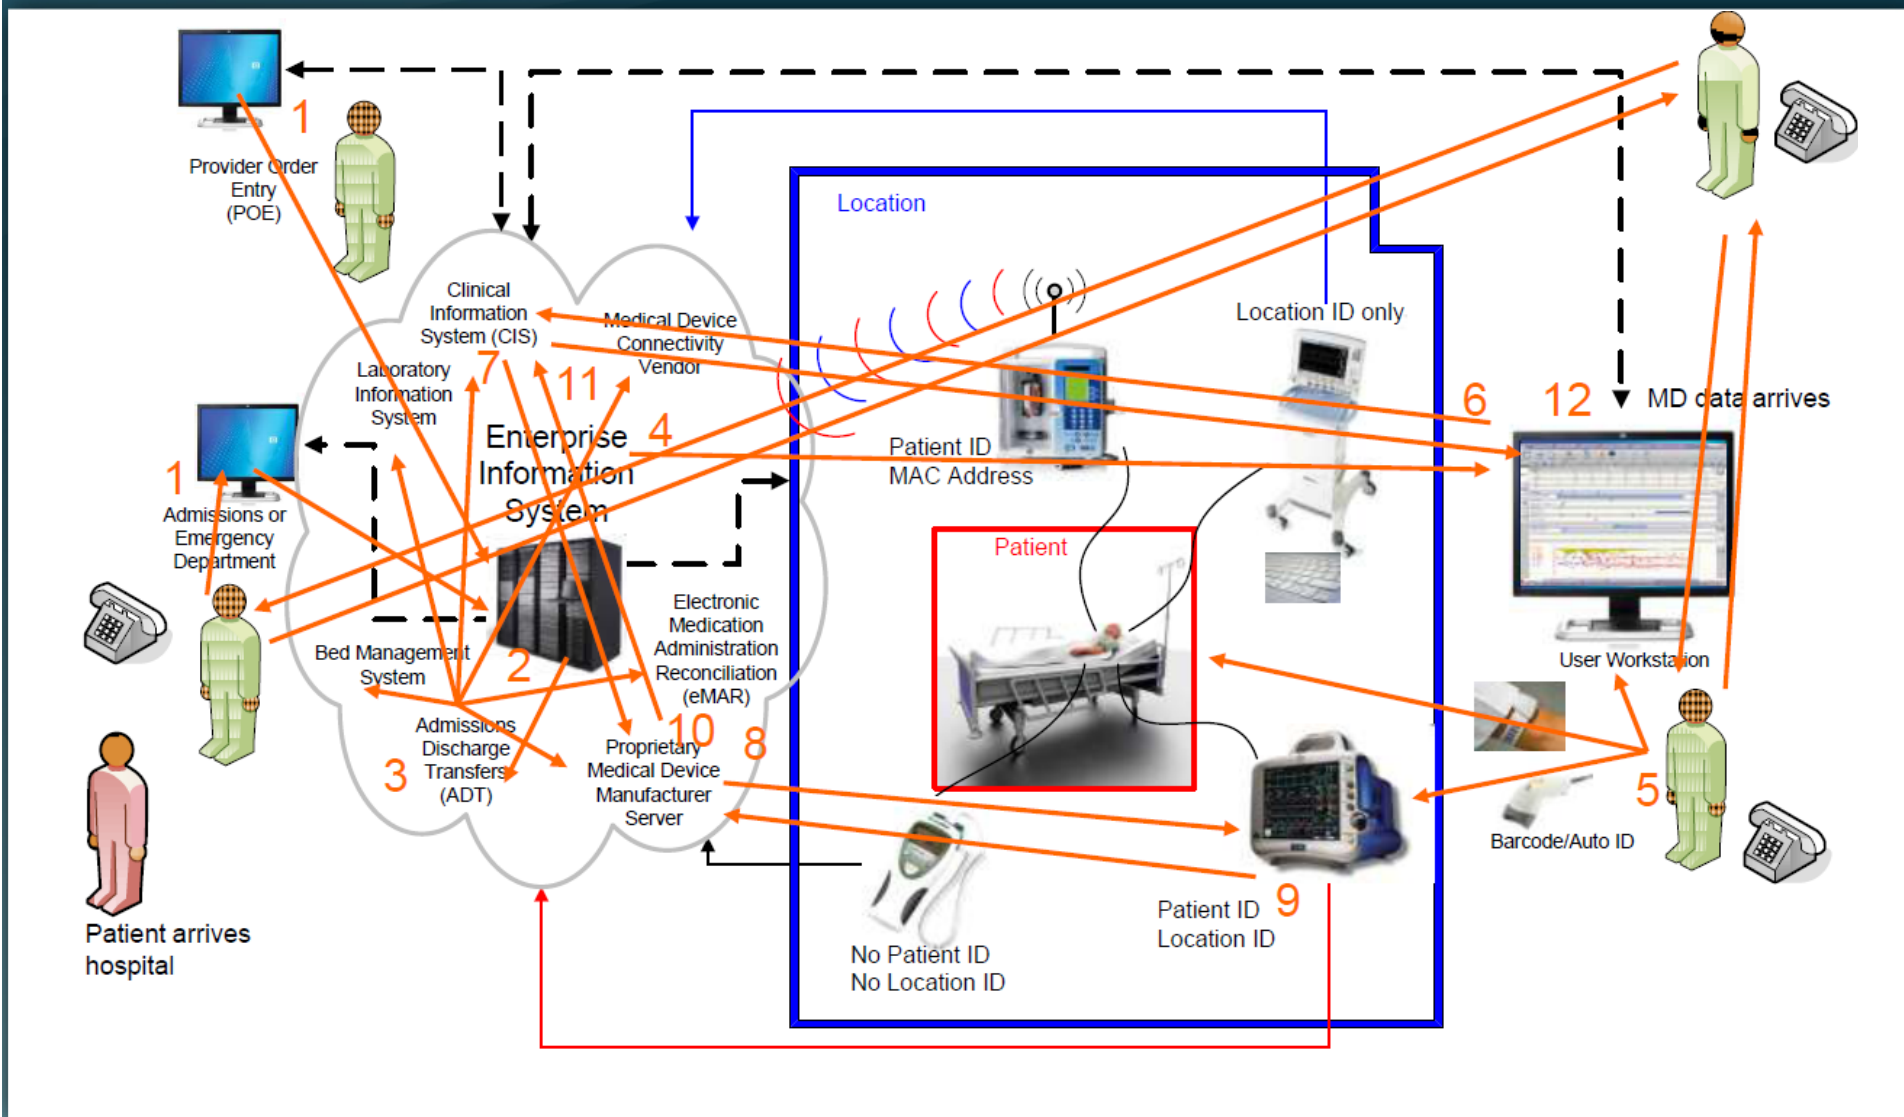 1
Provider Order
Entry
(POE)
Location
Clinical
Information
System (CIS)
7
Medical Device
Connectivity
Vendor
Laboratory
Information
System
11
4
Enterprise
Information
System
1
Admissions or
Emergency
Department
Bed Management
System
2
Electronic
Medication
Administration
Reconciliation
(eMAR)
3
Admissions
Discharge
Transfers
(ADT)
10
8
Proprietary
Medical Device
Manufacturer
Server
Patient arrives
hospital
Patient ID
MAC Address
Location ID only
Patient
No Patient ID
No Location ID
Patient ID
Location ID
9
6
12
MD data arrives
User Workstation
5
Barcode/Auto ID